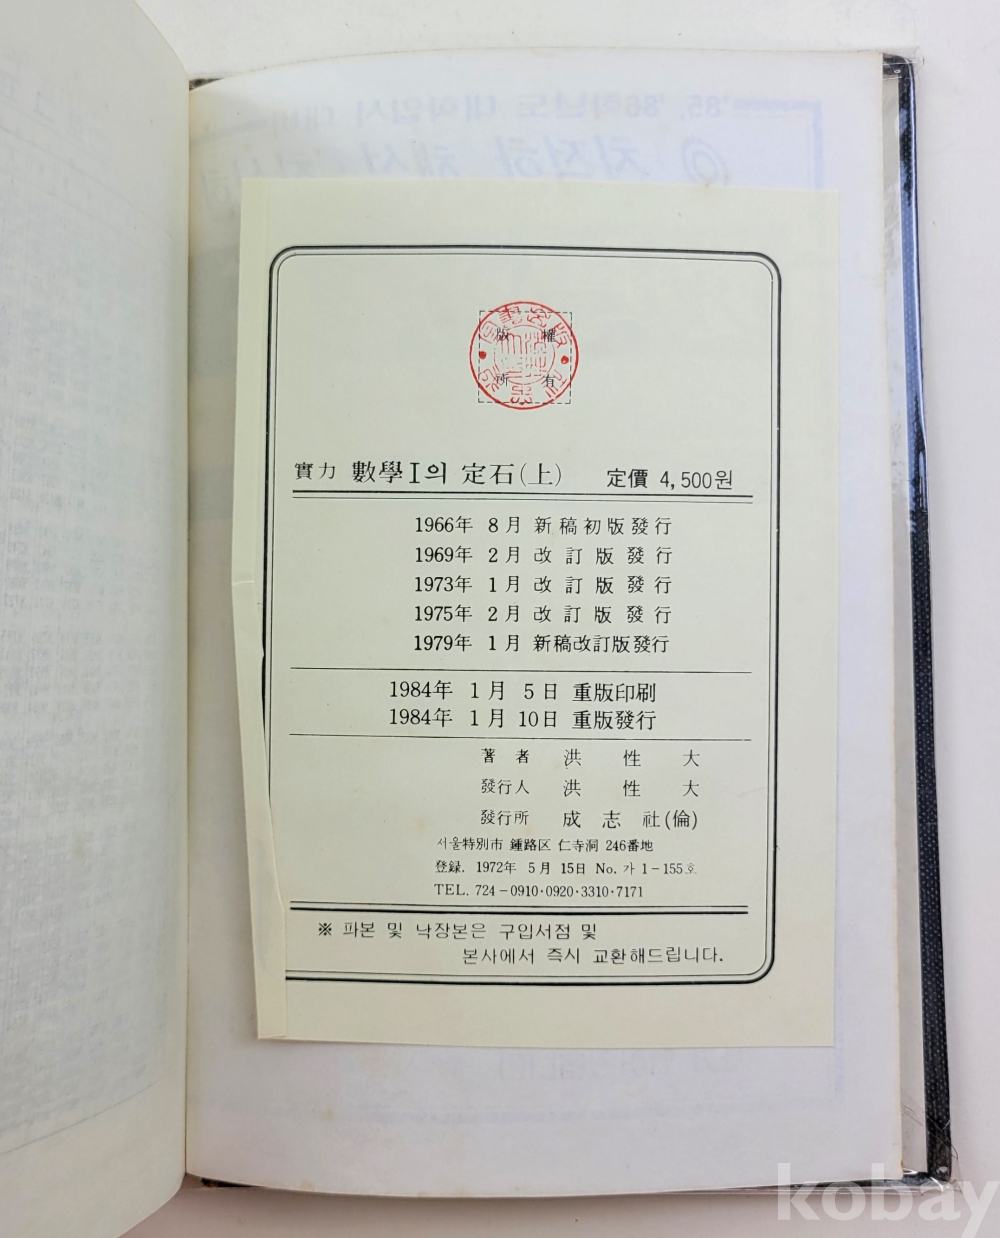 版權
所有
實力 數學Ⅰ의 定石(上) 定價 4,500원
1966年 8月 新稿初版發行
1969年 2月 改訂版發行
1973年 1月 改訂版發行
1975年 2月 改訂版發行
1979年 1月 新稿改訂版發行
1984年 1月 5日 重版印刷
1984年 1月 10日 重版發行
著者 洪性大
發行人 洪性大
發行所 成志社(倫)
서울特別市 鍾路区 仁寺洞 246番地
登録. 1972年 5月 15日 No. 가 1-155호
TEL. 724-0910·0920·3310·7171
※ 파본 및 낙장본은 구입서점 및
본사에서 즉시 교환해드립니다.
kobay